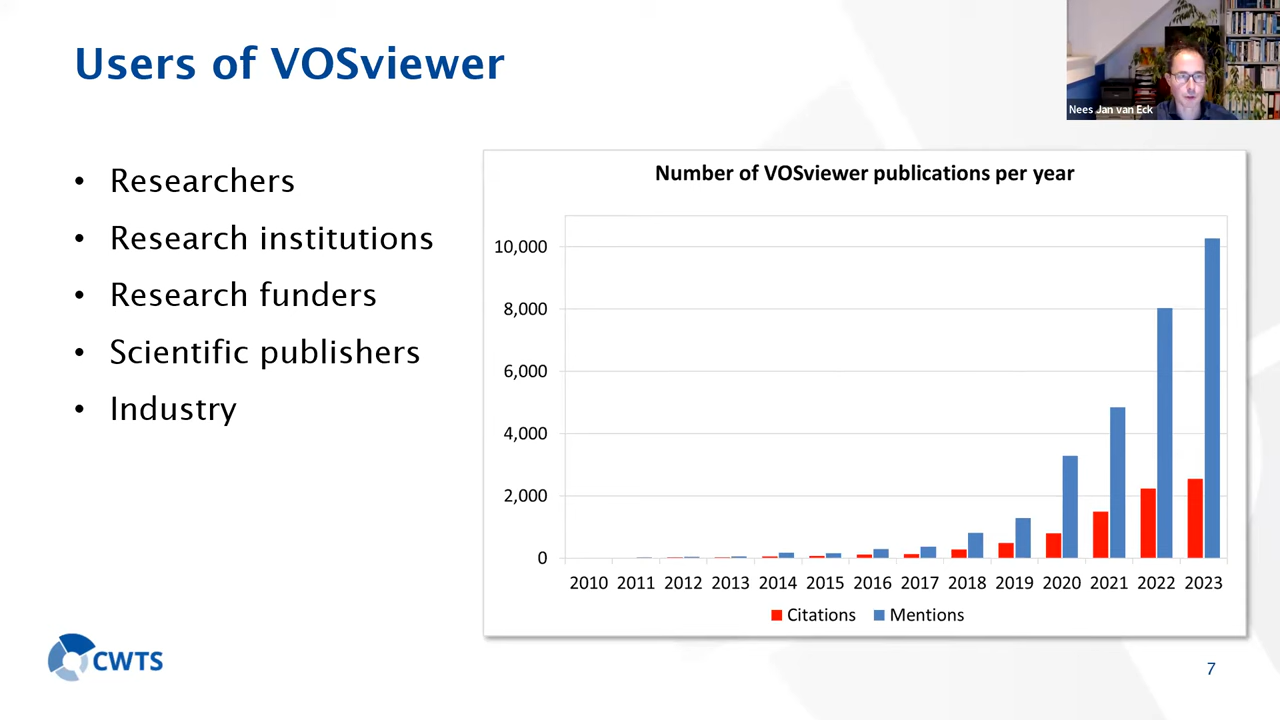 Users of VOSviewer
Nees Jan van Eck
• Researchers
• Research institutions
• Research funders
• Scientific publishers
• Industry
Number of VOSviewer publications per year
10,000
8,000
6,000
4,000
2,000
0
2010 2011 2012 2013 2014 2015 2016 2017 2018 2019 2020 2021 2022 2023
Citations Mentions
CWTS
7